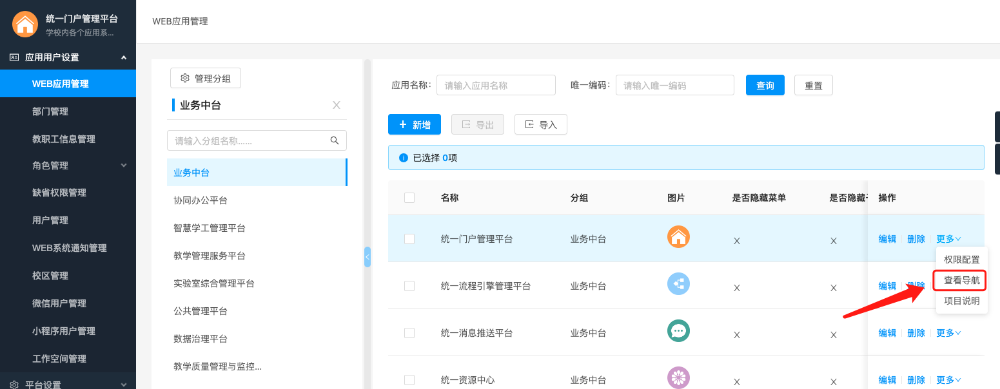 统一门户管理平台
学校内各个应用系...
应用用户设置
WEB应用管理
部门管理
教职工信息管理
角色管理
缺省权限管理
用户管理
WEB系统通知管理
校区管理
微信用户管理
小程序用户管理
工作空间管理
平台设置
WEB应用管理
管理分组
业务中台
请输入分组名称......
业务中台
协同办公平台
智慧学工管理平台
教学管理服务平台
实验室综合管理平台
公共管理平台
数据治理平台
教学质量管理与监控...
应用名称： 请输入应用名称 唯一编码： 请输入唯一编码 查询 重置
新增 导出 导入
已选择 0项
名称 分组 图片 是否隐藏菜单 是否隐藏 操作
统一门户管理平台 业务中台 X X 编辑 删除 更多
权限配置
查看导航
项目说明
统一流程引擎管理平台 业务中台 X X 编辑 删除
统一消息推送平台 业务中台 X X 编辑 删除 更多
统一资源中心 业务中台 X X 编辑 删除 更多